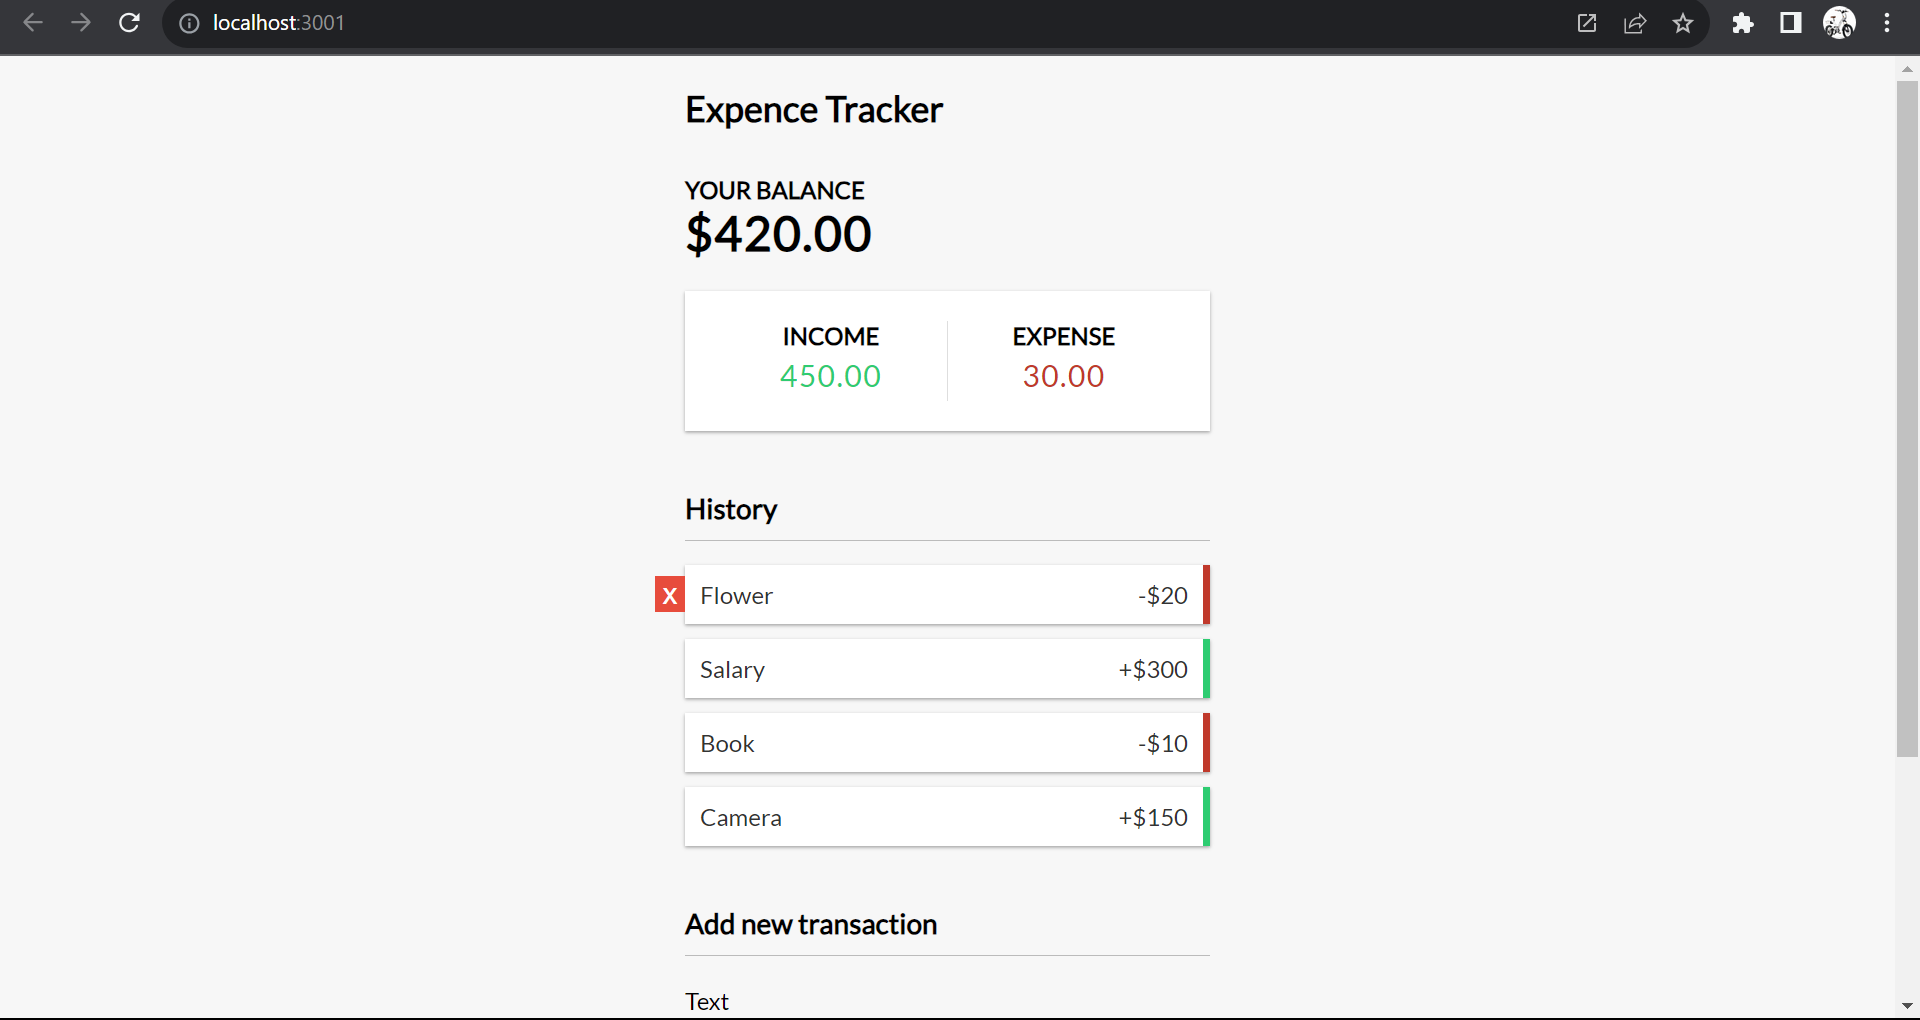 localhost:3001
Expence Tracker
YOUR BALANCE
$420.00
INCOME EXPENSE
450.00 30.00
History
X Flower -$20
Salary +$300
Book -$10
Camera +$150
Add new transaction
Text